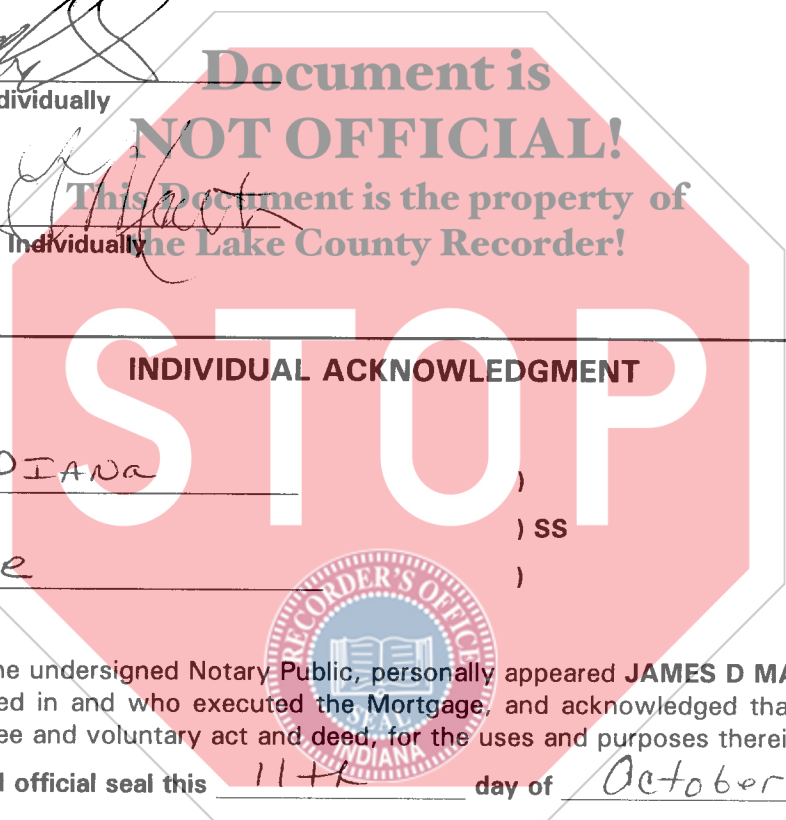 Document is
dividually
NOT OFFICIAL!
This Document is the property of
Individually the Lake County Recorder!
STOP
INDIVIDUAL ACKNOWLEDGMENT
DIANA )
) SS
e )
RECORDER'S OFFICE
SEAL
INDIANA
he undersigned Notary Public, personally appeared JAMES D MA
ed in and who executed the Mortgage, and acknowledged tha
ee and voluntary act and deed, for the uses and purposes therei
l official seal this 11th day of October